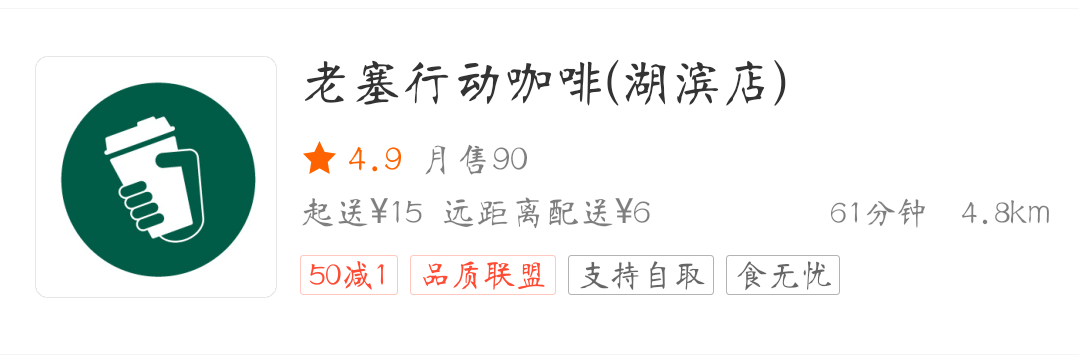 老塞行动咖啡(湖滨店)
4.9 月售90
起送¥15 远距离配送¥6 61分钟 4.8km
50减1 品质联盟 支持自取 食无忧